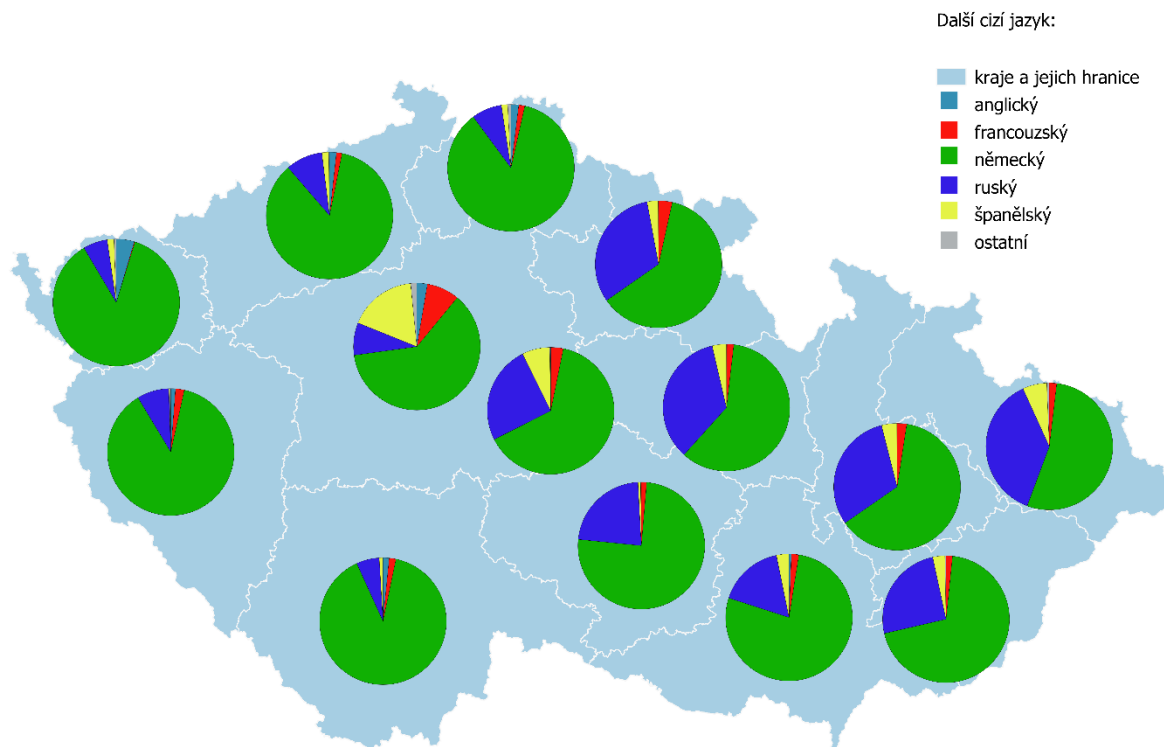 Další cizí jazyk:
kraje a jejich hranice
anglický
francouzský
německý
ruský
španělský
ostatní